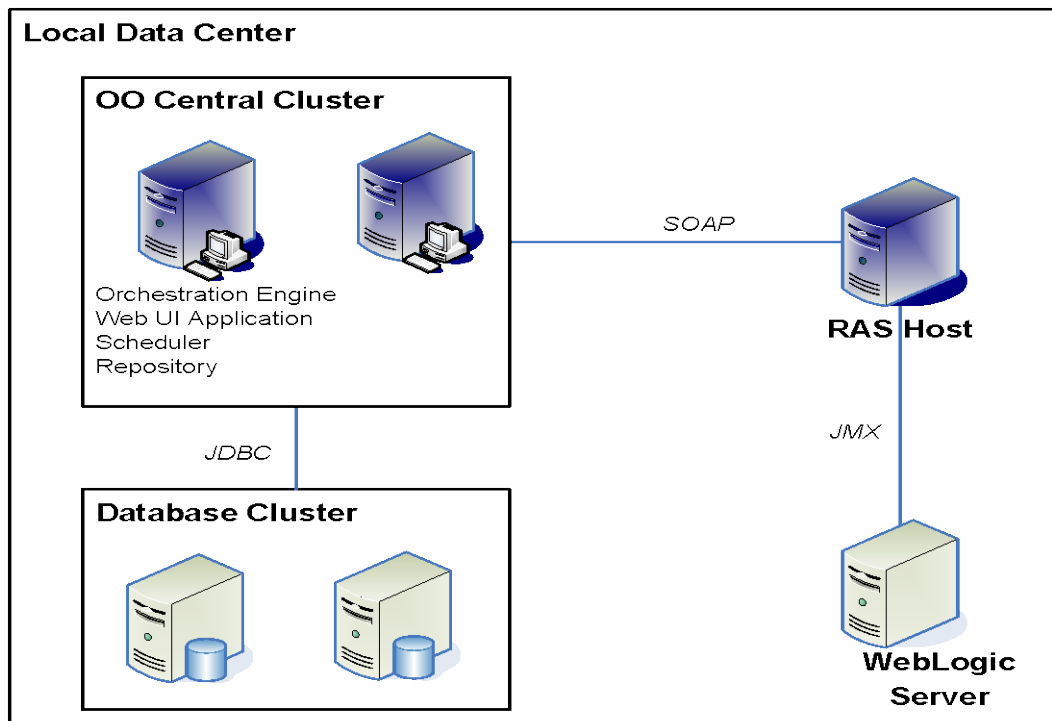 Local Data Center
OO Central Cluster
Orchestration Engine
Web UI Application
Scheduler
Repository
SOAP
RAS Host
JDBC
JMX
Database Cluster
WebLogic
Server